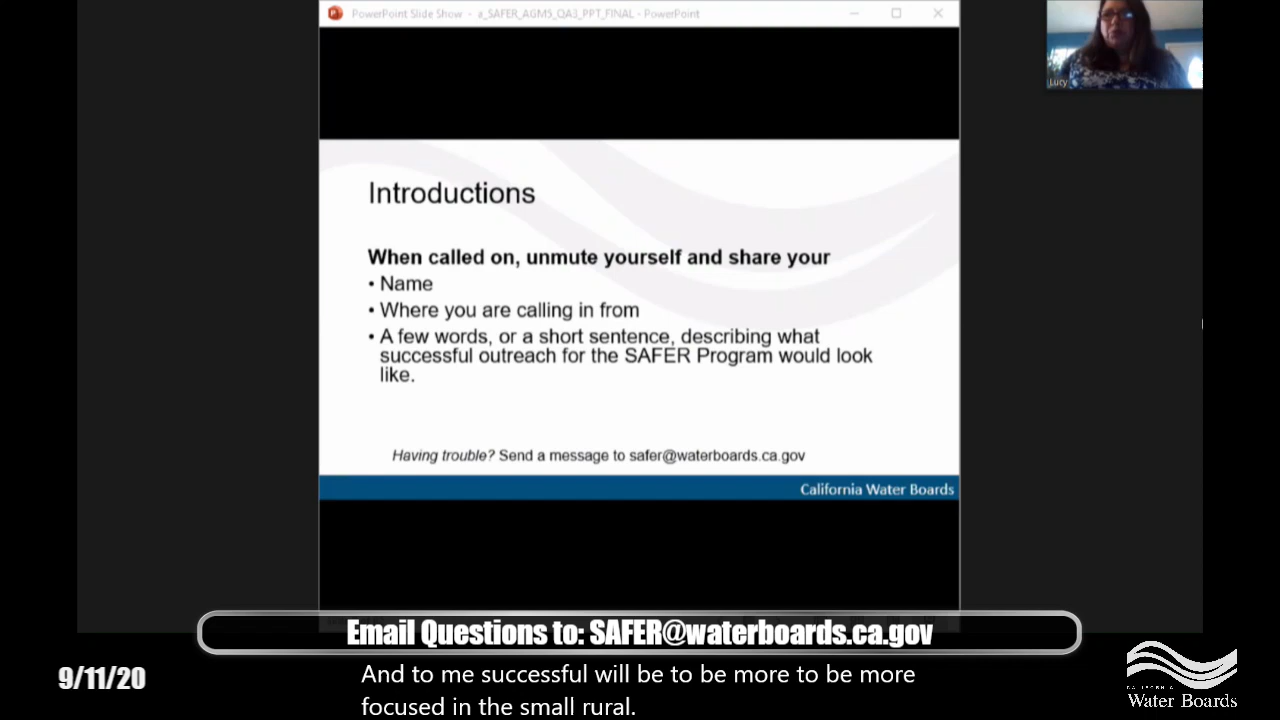 PowerPoint Slide Show - a_SAFER_AGM5_QA3_PPT_FINAL - PowerPoint
Lucy
Introductions
When called on, unmute yourself and share your
• Name
• Where you are calling in from
• A few words, or a short sentence, describing what
successful outreach for the SAFER Program would look
like.
Having trouble? Send a message to safer@waterboards.ca.gov
California Water Boards
Email Questions to: SAFER@waterboards.ca.gov
And to me successful will be to be more to be more
focused in the small rural.
9/11/20
CALIFORNIA
Water Boards